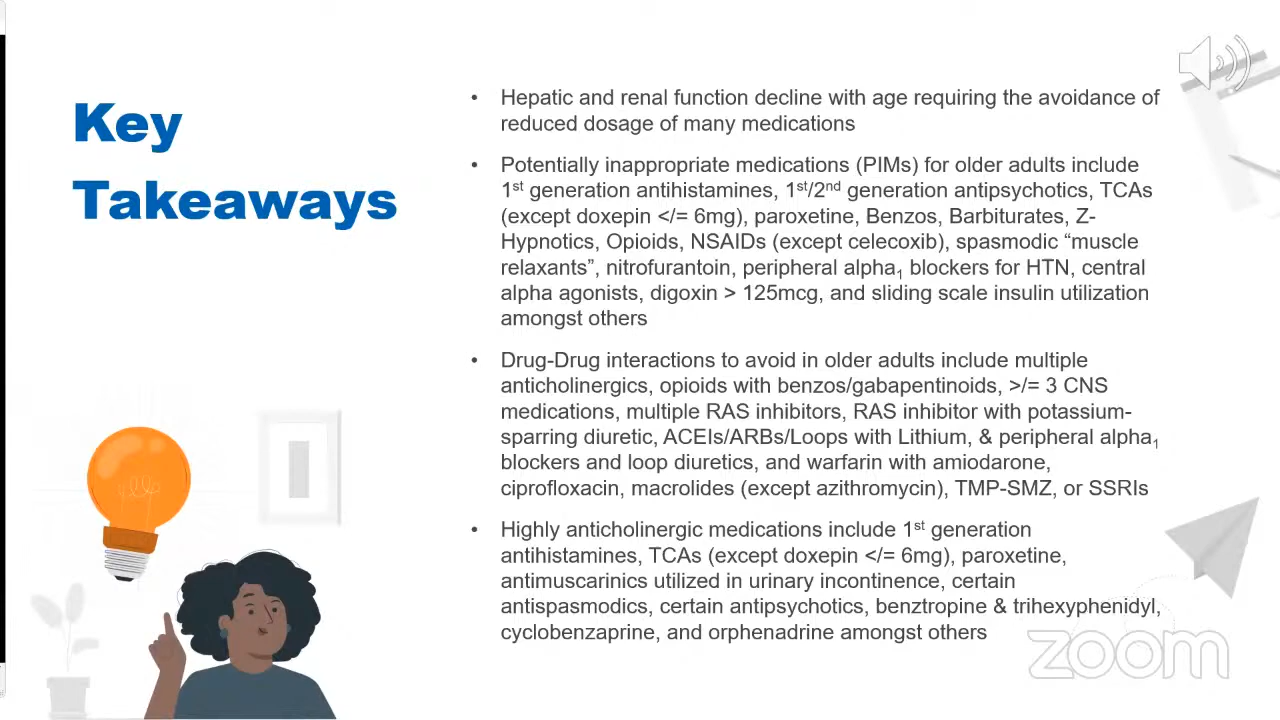 Key
Takeaways
• Hepatic and renal function decline with age requiring the avoidance of
reduced dosage of many medications
• Potentially inappropriate medications (PIMs) for older adults include
1st generation antihistamines, 1st/2nd generation antipsychotics, TCAs
(except doxepin </= 6mg), paroxetine, Benzos, Barbiturates, Z-
Hypnotics, Opioids, NSAIDs (except celecoxib), spasmodic “muscle
relaxants”, nitrofurantoin, peripheral alpha1 blockers for HTN, central
alpha agonists, digoxin > 125mcg, and sliding scale insulin utilization
amongst others
• Drug-Drug interactions to avoid in older adults include multiple
anticholinergics, opioids with benzos/gabapentinoids, >/= 3 CNS
medications, multiple RAS inhibitors, RAS inhibitor with potassium-
sparring diuretic, ACEIs/ARBs/Loops with Lithium, & peripheral alpha1
blockers and loop diuretics, and warfarin with amiodarone,
ciprofloxacin, macrolides (except azithromycin), TMP-SMZ, or SSRIs
• Highly anticholinergic medications include 1st generation
antihistamines, TCAs (except doxepin </= 6mg), paroxetine,
antimuscarinics utilized in urinary incontinence, certain
antispasmodics, certain antipsychotics, benztropine & trihexyphenidyl,
cyclobenzaprine, and orphenadrine amongst others
zoom